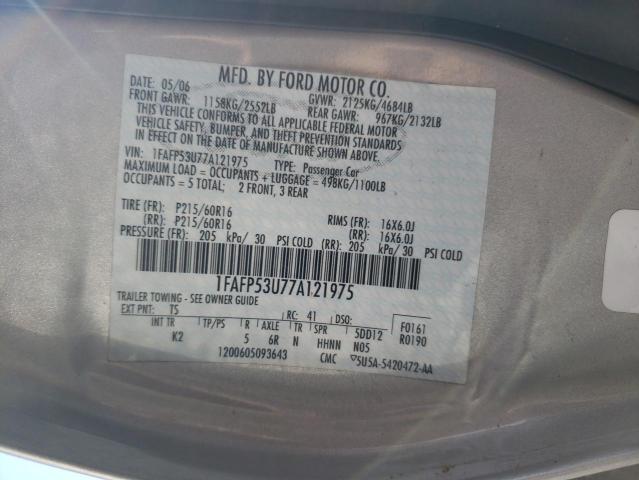 MFD. BY FORD MOTOR CO.
DATE: 05/06 GVWR: 2125KG/4684LB
FRONT GAWR: 1158KG/2552LB REAR GAWR: 967KG/2132LB
THIS VEHICLE CONFORMS TO ALL APPLICABLE FEDERAL MOTOR
VEHICLE SAFETY, BUMPER, AND THEFT PREVENTION STANDARDS
IN EFFECT ON THE DATE OF MANUFACTURE SHOWN ABOVE.
VIN: 1FAFP53U77A121975 TYPE: Passenger Car
MAXIMUM LOAD = OCCUPANTS + LUGGAGE = 498KG/1100LB
OCCUPANTS = 5 TOTAL; 2 FRONT, 3 REAR
TIRE (FR): P215/60R16 RIMS (FR): 16X6.0J
(RR): P215/60R16 (RR): 16X6.0J
PRESSURE (FR): 205 kPa/ 30 PSI COLD (RR): 205 kPa/ 30 PSI COLD
1FAFP53U77A121975
TRAILER TOWING - SEE OWNER GUIDE
EXT PNT: TS RC: 41 DSO: F0161
INT TR TP/PS R AXLE TR SPR 5DD12 R0190
K2 5 6R N HHNN N05
1200605093643 CMC ▽5U5A-5420472-AA